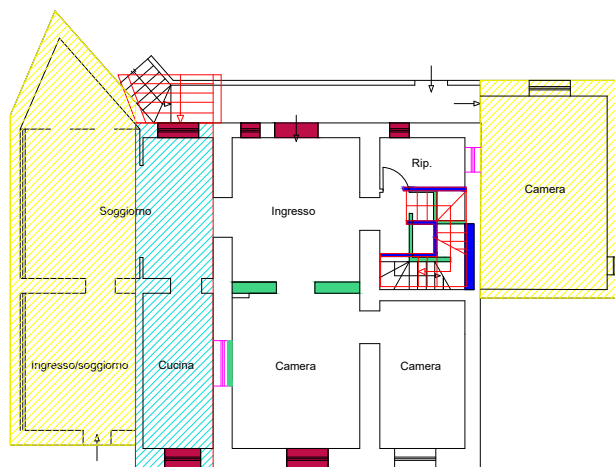 Rip.
Camera
Soggiorno
Ingresso
Ingresso/soggiorno
Cucina
Camera
Camera